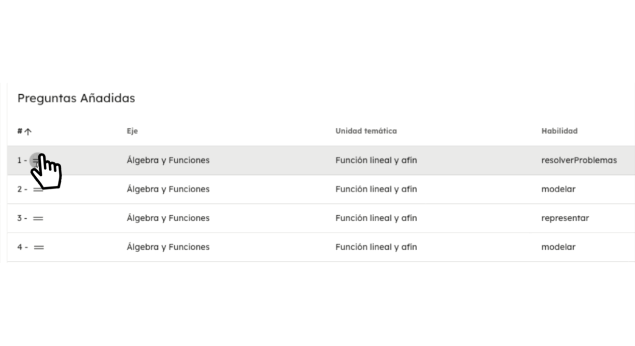 Preguntas Añadidas
#↑ Eje Unidad temática Habilidad
1 - Álgebra y Funciones Función lineal y afín resolverProblemas
2 - Álgebra y Funciones Función lineal y afín modelar
3 - Álgebra y Funciones Función lineal y afín representar
4 - Álgebra y Funciones Función lineal y afín modelar